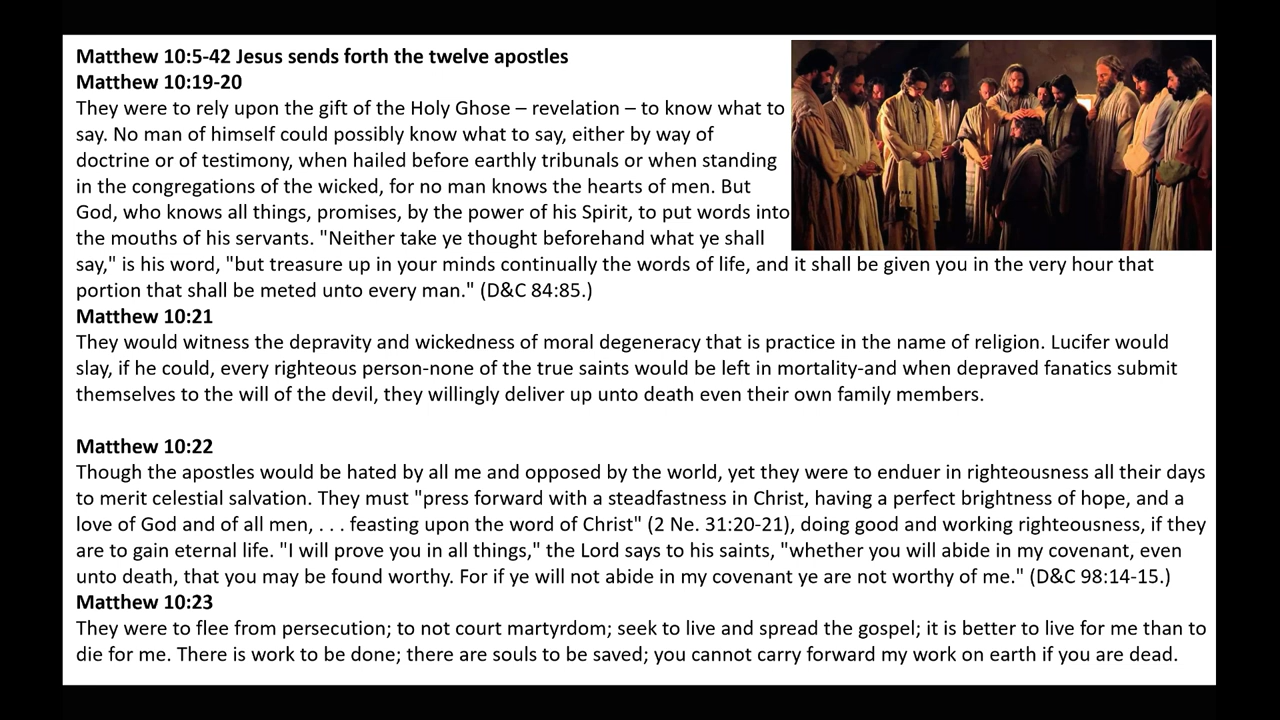 Matthew 10:5-42 Jesus sends forth the twelve apostles
Matthew 10:19-20
They were to rely upon the gift of the Holy Ghose – revelation – to know what to
say. No man of himself could possibly know what to say, either by way of
doctrine or of testimony, when hailed before earthly tribunals or when standing
in the congregations of the wicked, for no man knows the hearts of men. But
God, who knows all things, promises, by the power of his Spirit, to put words into
the mouths of his servants. "Neither take ye thought beforehand what ye shall
say," is his word, "but treasure up in your minds continually the words of life, and it shall be given you in the very hour that
portion that shall be meted unto every man." (D&C 84:85.)
Matthew 10:21
They would witness the depravity and wickedness of moral degeneracy that is practice in the name of religion. Lucifer would
slay, if he could, every righteous person-none of the true saints would be left in mortality-and when depraved fanatics submit
themselves to the will of the devil, they willingly deliver up unto death even their own family members.
Matthew 10:22
Though the apostles would be hated by all me and opposed by the world, yet they were to enduer in righteousness all their days
to merit celestial salvation. They must "press forward with a steadfastness in Christ, having a perfect brightness of hope, and a
love of God and of all men, . . . feasting upon the word of Christ" (2 Ne. 31:20-21), doing good and working righteousness, if they
are to gain eternal life. "I will prove you in all things," the Lord says to his saints, "whether you will abide in my covenant, even
unto death, that you may be found worthy. For if ye will not abide in my covenant ye are not worthy of me." (D&C 98:14-15.)
Matthew 10:23
They were to flee from persecution; to not court martyrdom; seek to live and spread the gospel; it is better to live for me than to
die for me. There is work to be done; there are souls to be saved; you cannot carry forward my work on earth if you are dead.